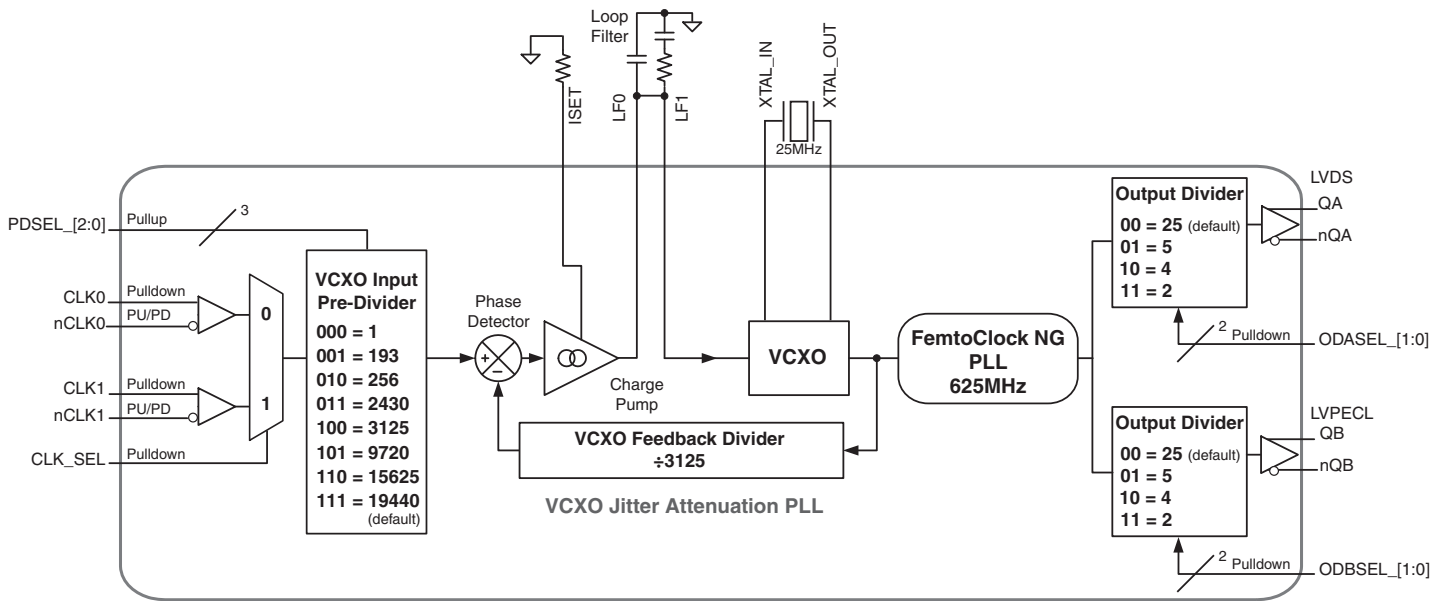 Loop
Filter
ISET
LF0
LF1
XTAL_IN
XTAL_OUT
25MHz
PDSEL_[2:0]
Pullup
3
CLK0
Pulldown
nCLK0
PU/PD
CLK1
Pulldown
nCLK1
PU/PD
CLK_SEL
Pulldown
0
1
VCXO Input
Pre-Divider
000 = 1
001 = 193
010 = 256
011 = 2430
100 = 3125
101 = 9720
110 = 15625
111 = 19440
(default)
Phase
Detector
+
−
Charge
Pump
VCXO
VCXO Feedback Divider
÷3125
VCXO Jitter Attenuation PLL
FemtoClock NG
PLL
625MHz
Output Divider
00 = 25 (default)
01 = 5
10 = 4
11 = 2
LVDS
QA
nQA
2
Pulldown
ODASEL_[1:0]
Output Divider
00 = 25 (default)
01 = 5
10 = 4
11 = 2
LVPECL
QB
nQB
2
Pulldown
ODBSEL_[1:0]